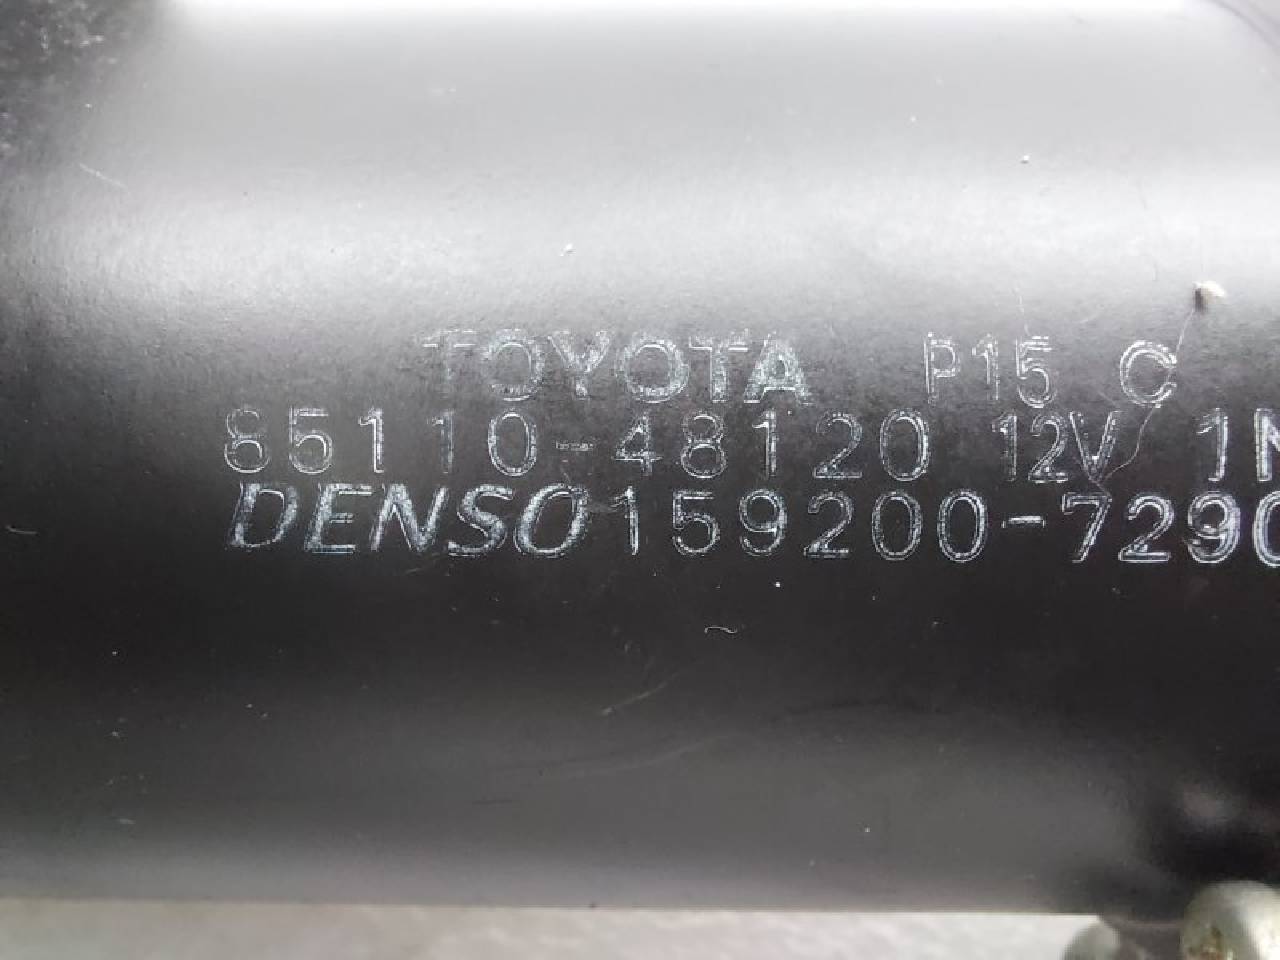 TOYOTA P15 C
85110-48120 12V 1N
DENSO 159200-7290